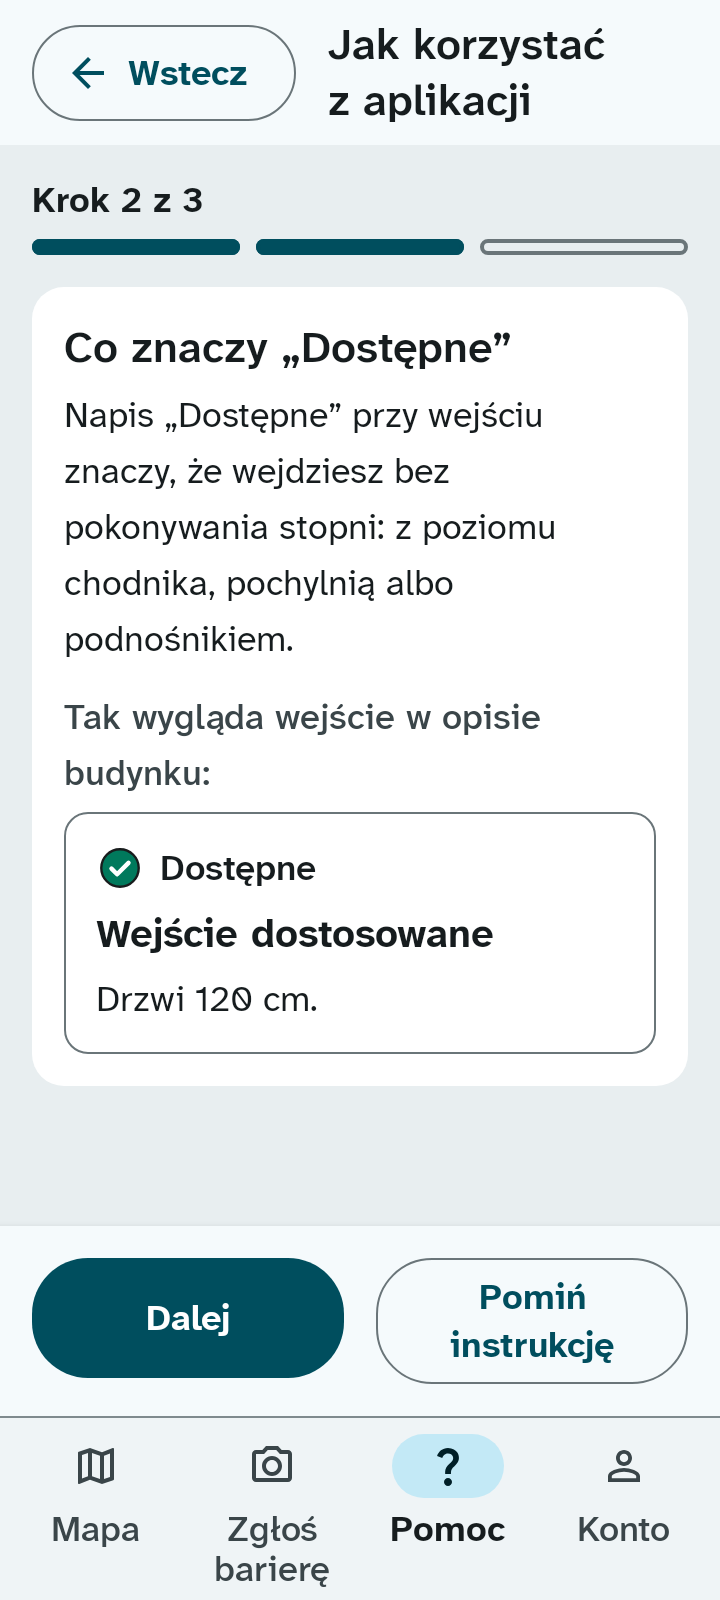 Wstecz
Jak korzystać
z aplikacji
Krok 2 z 3
Co znaczy „Dostępne”
Napis „Dostępne” przy wejściu
znaczy, że wejdziesz bez
pokonywania stopni: z poziomu
chodnika, pochylnią albo
podnośnikiem.
Tak wygląda wejście w opisie
budynku:
Dostępne
Wejście dostosowane
Drzwi 120 cm.
Dalej
Pomiń
instrukcję
Mapa
Zgłoś
barierę
?
Pomoc
Konto